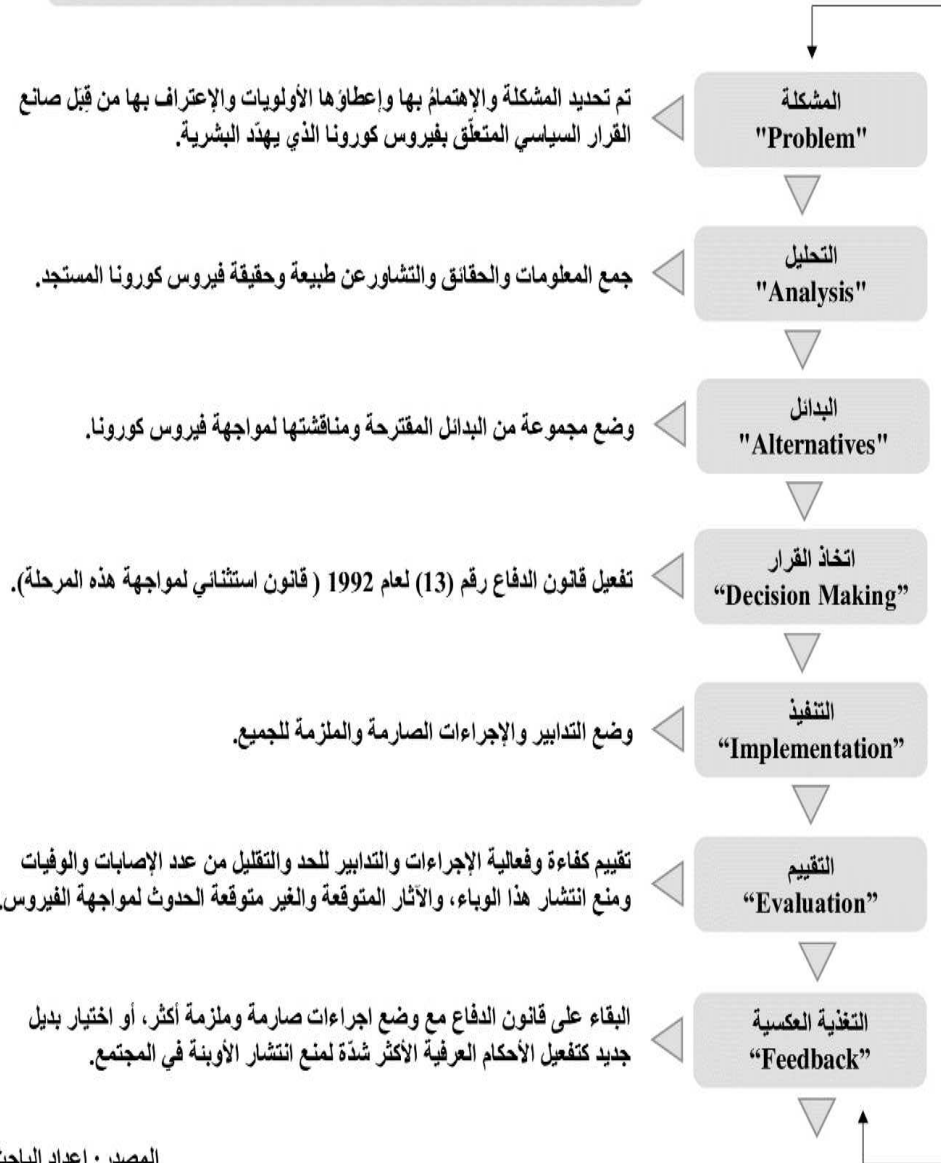 المشكلة
"Problem"
تم تحديد المشكلة والإهتمامُ بها وإعطاؤها الأولويات والإعتراف بها من قِبَل صانع
القرار السياسي المتعلّق بفيروس كورونا الذي يهدّد البشرية.
التحليل
"Analysis"
جمع المعلومات والحقائق والتشاورعن طبيعة وحقيقة فيروس كورونا المستجد.
البدائل
"Alternatives"
وضع مجموعة من البدائل المقترحة ومناقشتها لمواجهة فيروس كورونا.
اتخاذ القرار
“Decision Making”
تفعيل قانون الدفاع رقم (13) لعام 1992 ( قانون استثنائي لمواجهة هذه المرحلة).
التنفيذ
“Implementation”
وضع التدابير والإجراءات الصارمة والملزمة للجميع.
التقييم
“Evaluation”
تقييم كفاءة وفعالية الإجراءات والتدابير للحد والتقليل من عدد الإصابات والوفيات
ومنع انتشار هذا الوباء، والآثار المتوقعة والغير متوقعة الحدوث لمواجهة الفيروس.
التغذية العكسية
“Feedback”
البقاء على قانون الدفاع مع وضع اجراءات صارمة وملزمة أكثر، أو اختيار بديل
جديد كتفعيل الأحكام العرفية الأكثر شدّة لمنع انتشار الأوبئة في المجتمع.
المصدر: إعداد